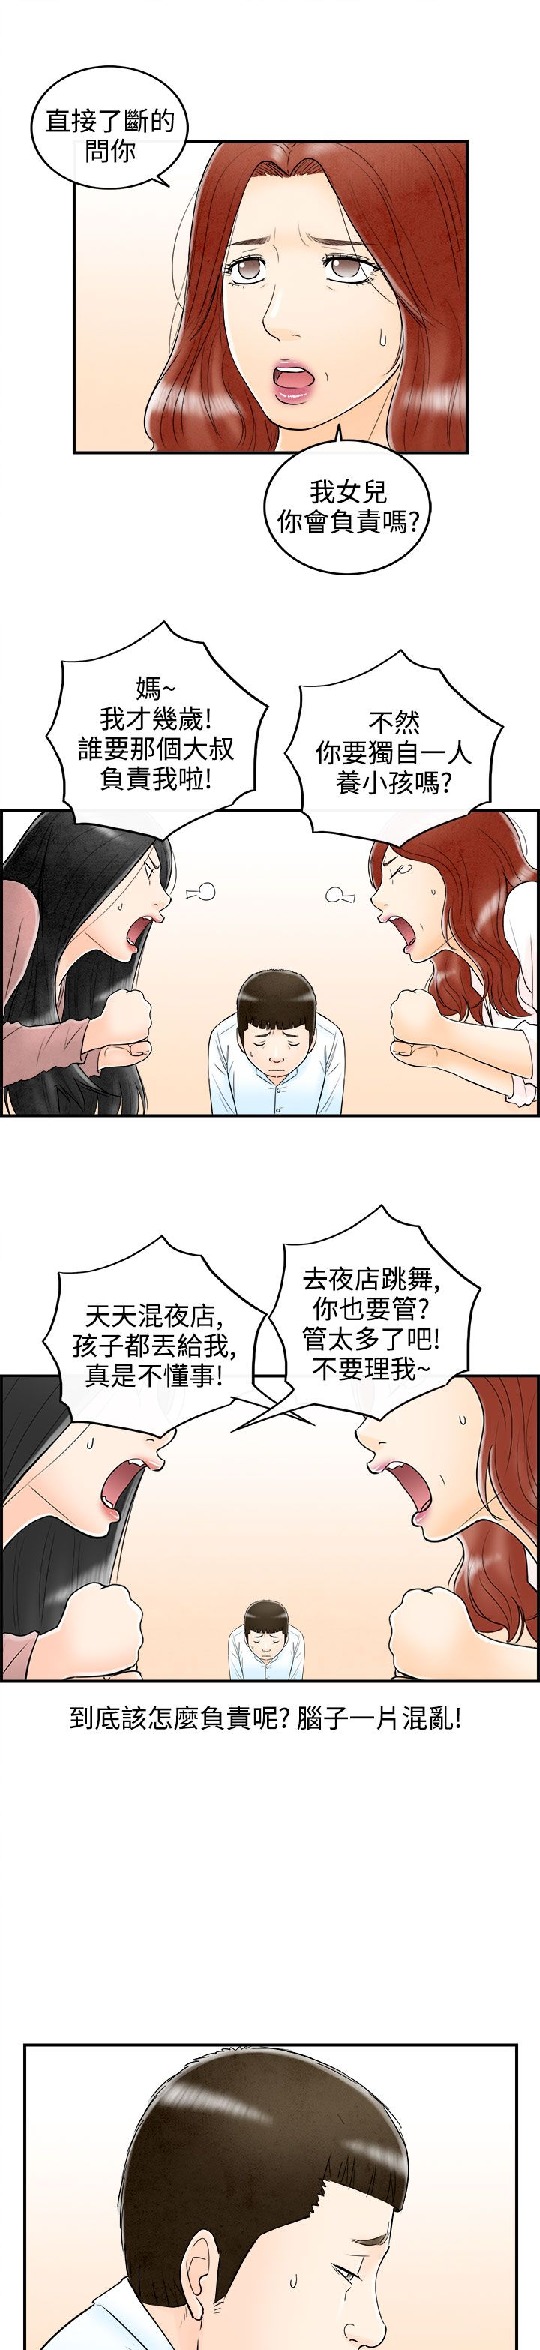 直接了斷的
問你
我女兒
你會負責嗎?
媽~
我才幾歲!
誰要那個大叔
負責我啦!
不然
你要獨自一人
養小孩嗎?
天天混夜店,
孩子都丟給我,
真是不懂事!
去夜店跳舞,
你也要管?
管太多了吧!
不要理我~
到底該怎麼負責呢? 腦子一片混亂!